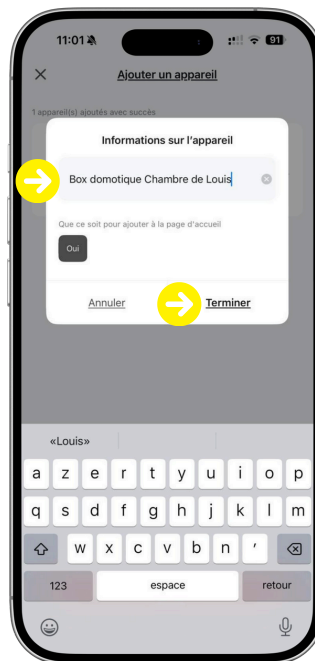 11:01
91
Ajouter un appareil
1 appareil(s) ajoutés avec succès
Informations sur l'appareil
Box domotique Chambre de Louis
Que ce soit pour ajouter à la page d'accueil
Oui
Annuler
Terminer
«Louis»
a z e r t y u i o p
q s d f g h j k l m
w x c v b n '
123 espace retour